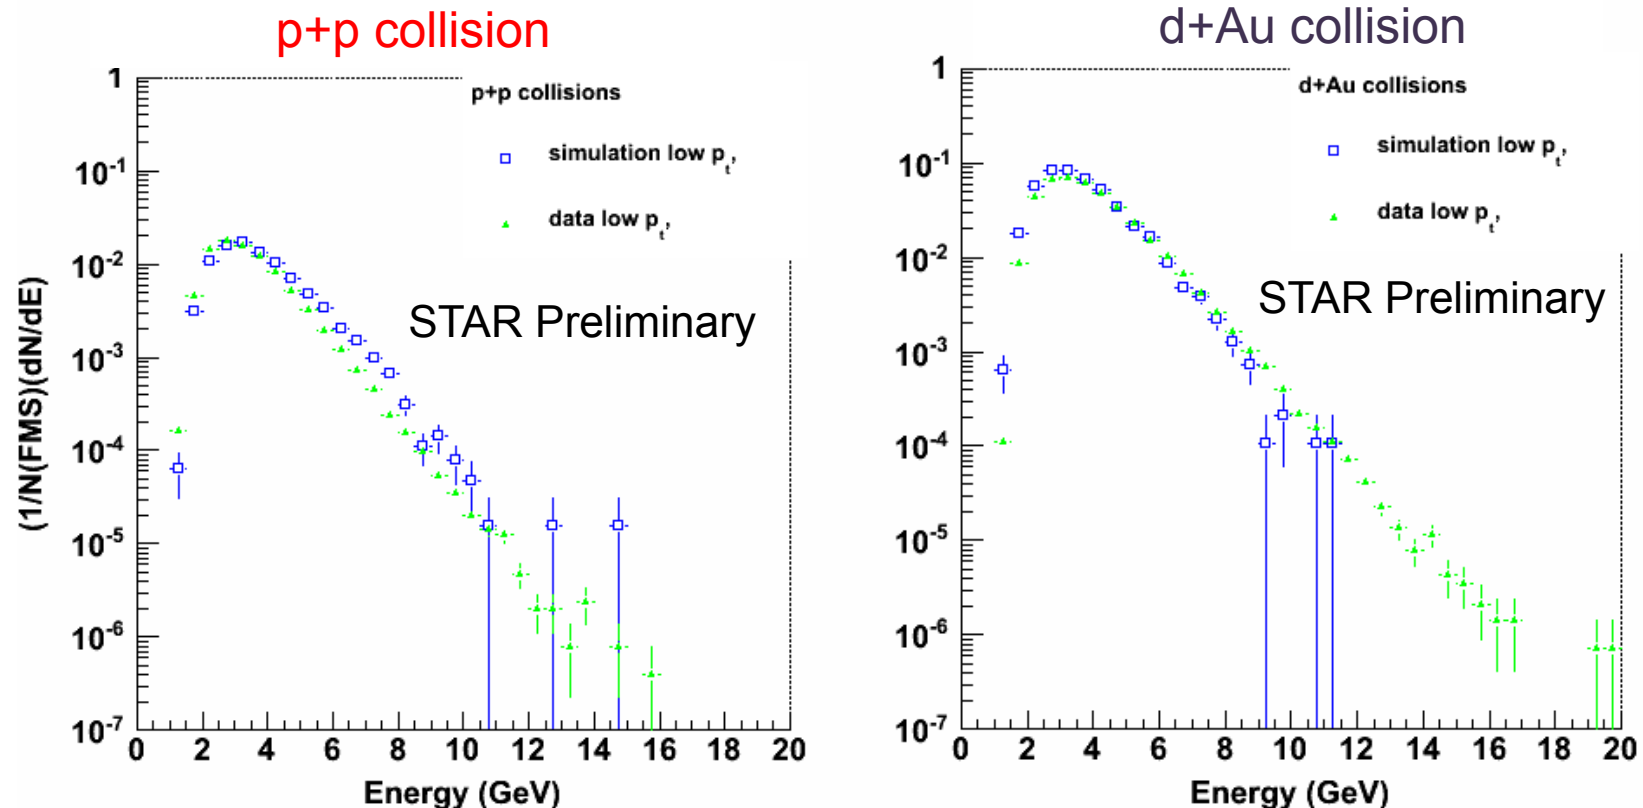 p+p collision
p+p collisions
simulation low pt,
data low pt,
STAR Preliminary
(1/N(FMS)(dN/dE)
1
10-1
10-2
10-3
10-4
10-5
10-6
10-7
0 2 4 6 8 10 12 14 16 18 20
Energy (GeV)
d+Au collision
d+Au collisions
simulation low pt,
data low pt,
STAR Preliminary
1
10-1
10-2
10-3
10-4
10-5
10-6
10-7
0 2 4 6 8 10 12 14 16 18 20
Energy (GeV)